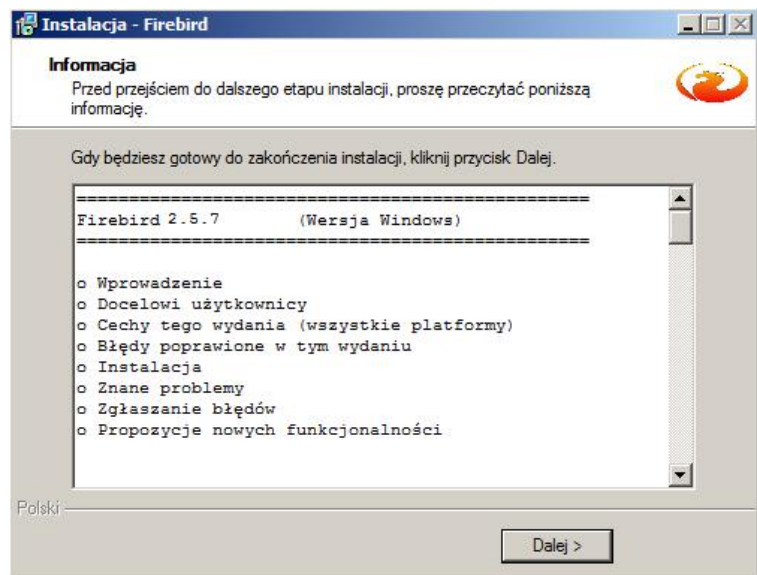 Instalacja - Firebird
Informacja
Przed przejściem do dalszego etapu instalacji, proszę przeczytać poniższą
informację.
Gdy będziesz gotowy do zakończenia instalacji, kliknij przycisk Dalej.
=================================================
Firebird 2.5.7 (Wersja Windows)
=================================================
o Wprowadzenie
o Docelowi użytkownicy
o Cechy tego wydania (wszystkie platformy)
o Błędy poprawione w tym wydaniu
o Instalacja
o Znane problemy
o Zgłaszanie błędów
o Propozycje nowych funkcjonalności
Polski
Dalej >